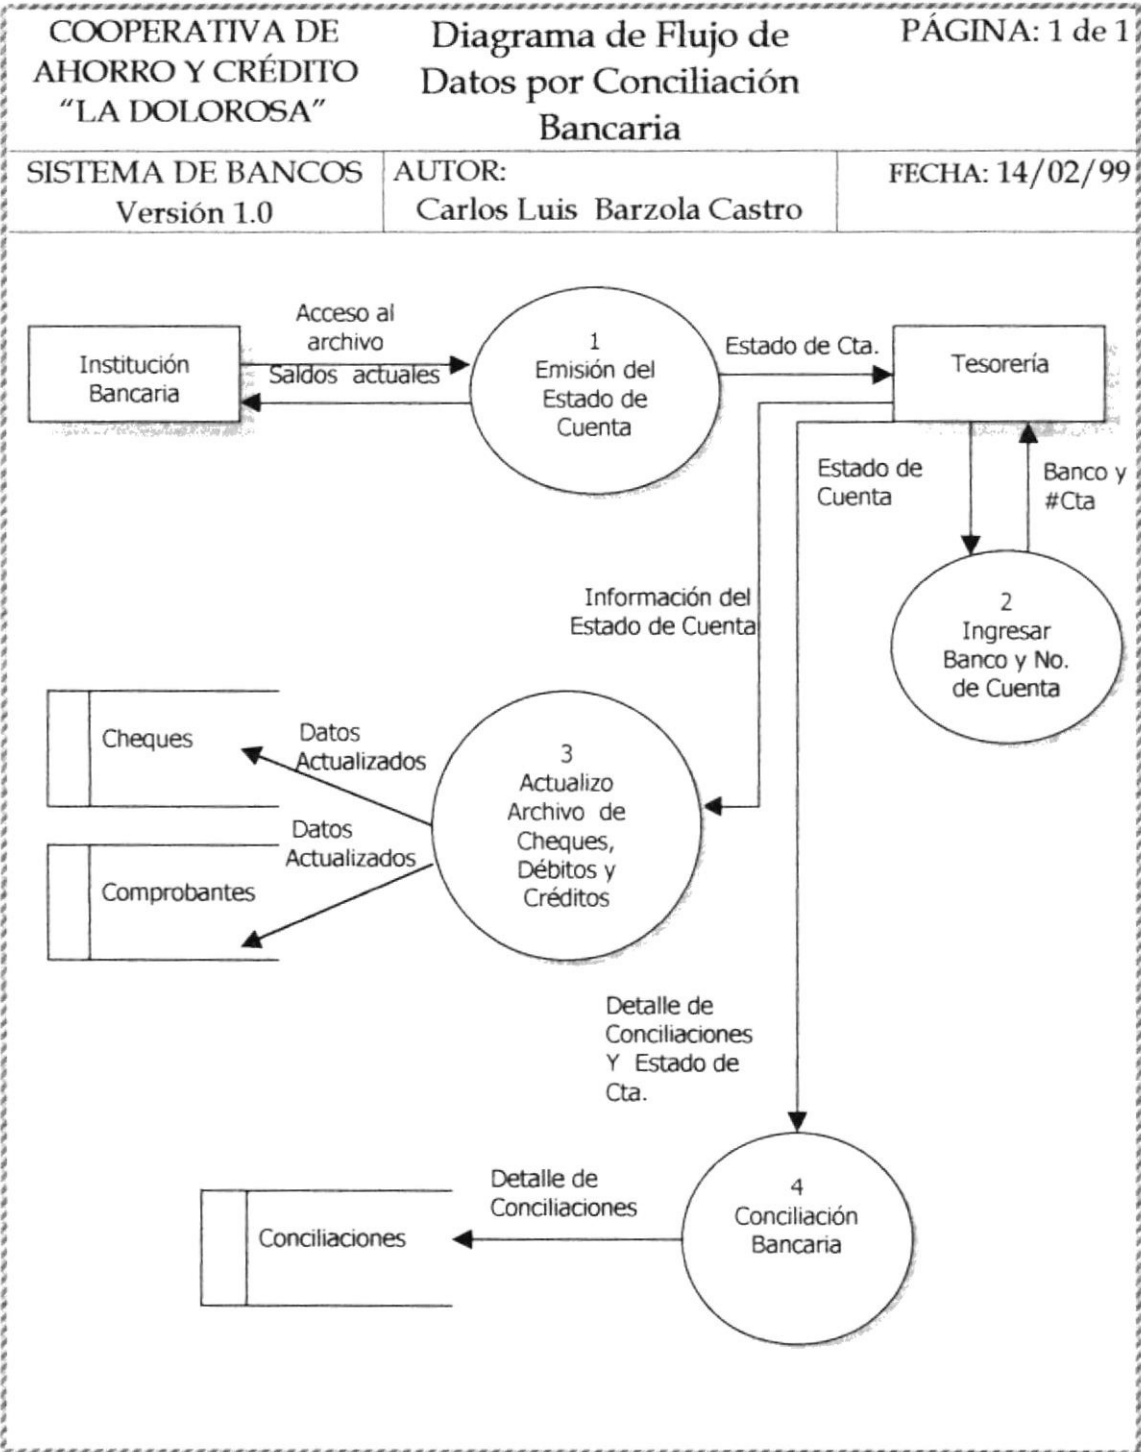 COOPERATIVA DE
AHORRO Y CRÉDITO
“LA DOLOROSA”
Diagrama de Flujo de
Datos por Conciliación
Bancaria
PÁGINA: 1 de 1
SISTEMA DE BANCOS
Versión 1.0
AUTOR:
Carlos Luis Barzola Castro
FECHA: 14/02/99
Institución
Bancaria
Acceso al
archivo
Saldos actuales
1
Emisión del
Estado de
Cuenta
Estado de Cta.
Tesorería
Estado de
Cuenta
Banco y
#Cta
2
Ingresar
Banco y No.
de Cuenta
Información del
Estado de Cuenta
Cheques
Datos
Actualizados
3
Actualizo
Archivo de
Cheques,
Débitos y
Créditos
Datos
Actualizados
Comprobantes
Detalle de
Conciliaciones
Y Estado de
Cta.
4
Conciliación
Bancaria
Detalle de
Conciliaciones
Conciliaciones